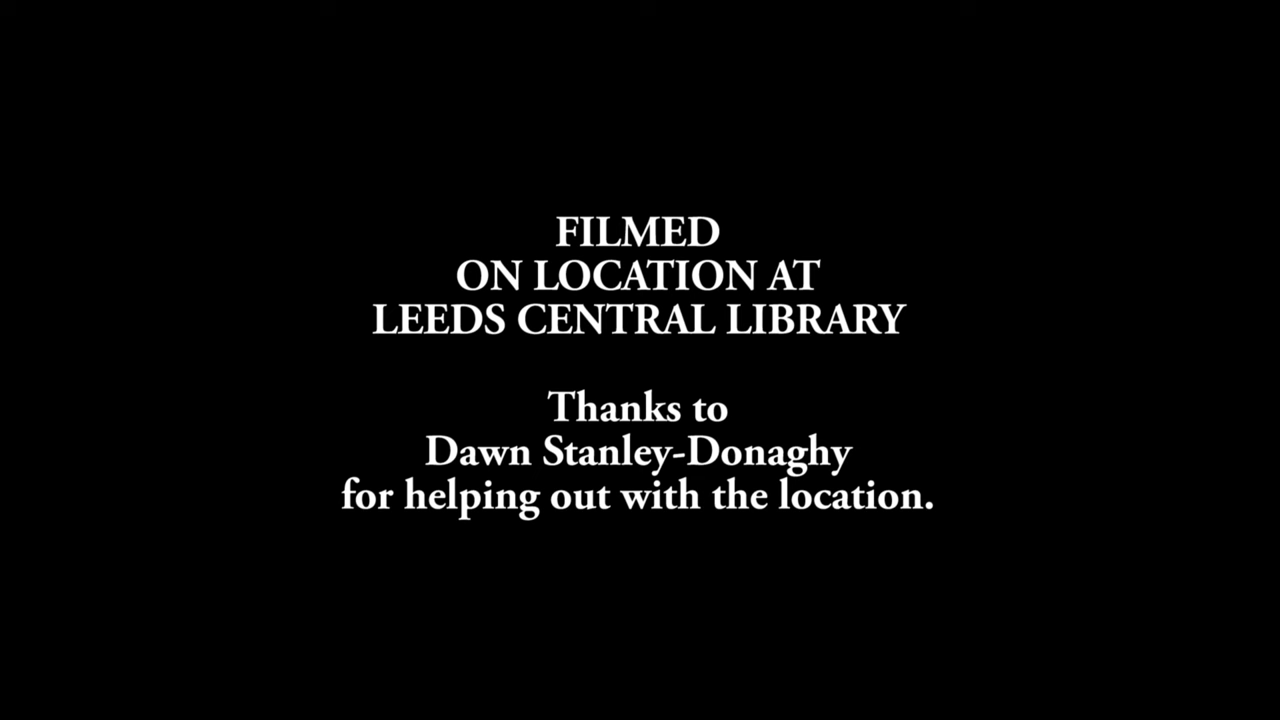 FILMED
ON LOCATION AT
LEEDS CENTRAL LIBRARY
Thanks to
Dawn Stanley-Donaghy
for helping out with the location.